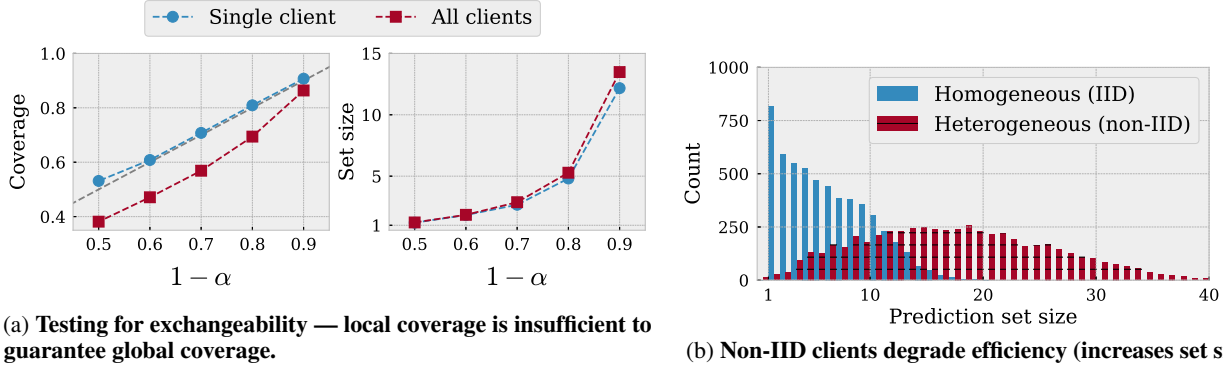 Single client
All clients
Coverage
1.0
0.8
0.6
0.4
0.5 0.6 0.7 0.8 0.9
1 − α
Set size
15
10
5
1
0.5 0.6 0.7 0.8 0.9
1 − α
(a) Testing for exchangeability — local coverage is insufficient to
guarantee global coverage.
Homogeneous (IID)
Heterogeneous (non-IID)
Count
1000
750
500
250
0
1 10 20 30 40
Prediction set size
(b) Non-IID clients degrade efficiency (increases set s